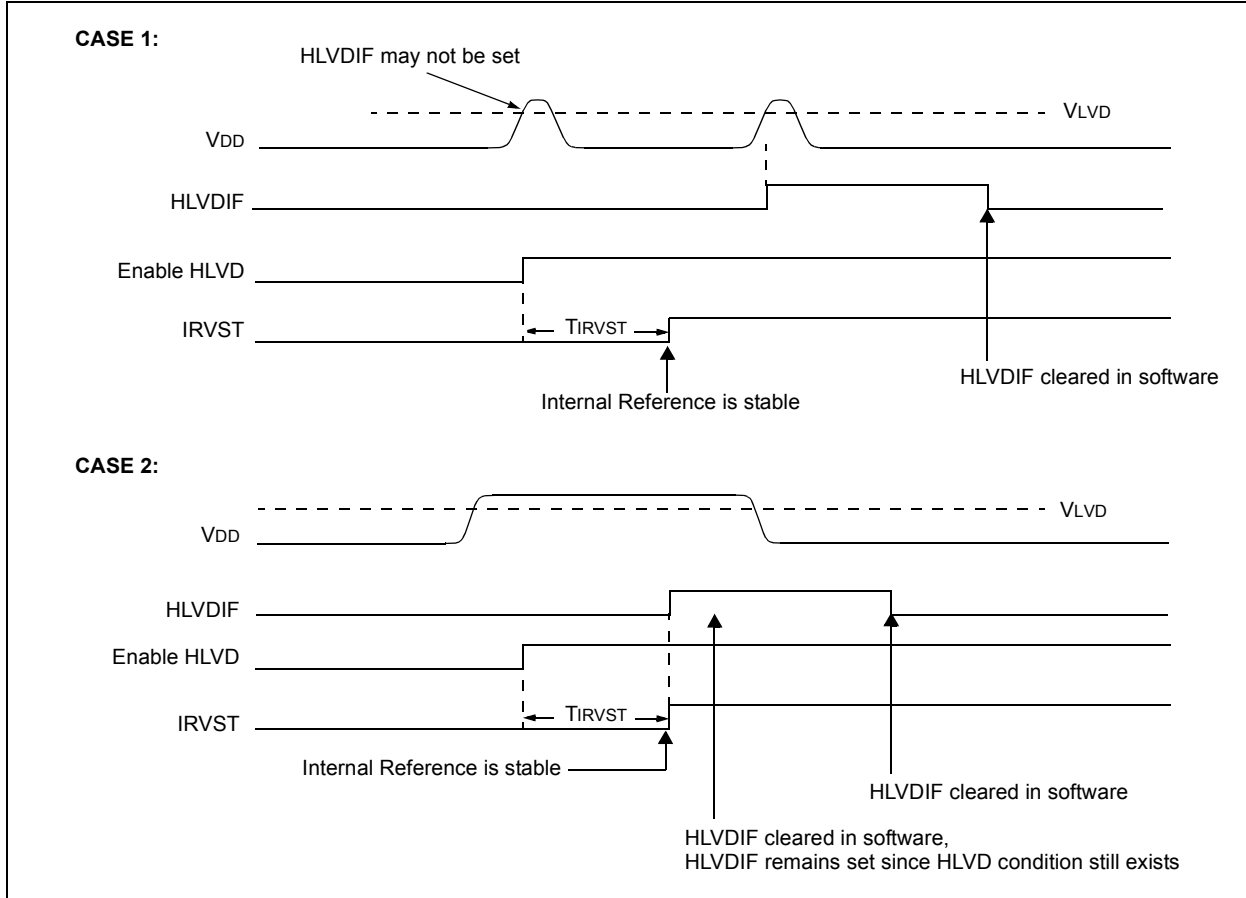 CASE 1:
HLVDIF may not be set
VLVD
VDD
HLVDIF
Enable HLVD
IRVST
TIRVST
HLVDIF cleared in software
Internal Reference is stable
CASE 2:
VLVD
VDD
HLVDIF
Enable HLVD
IRVST
TIRVST
Internal Reference is stable
HLVDIF cleared in software
HLVDIF cleared in software,
HLVDIF remains set since HLVD condition still exists